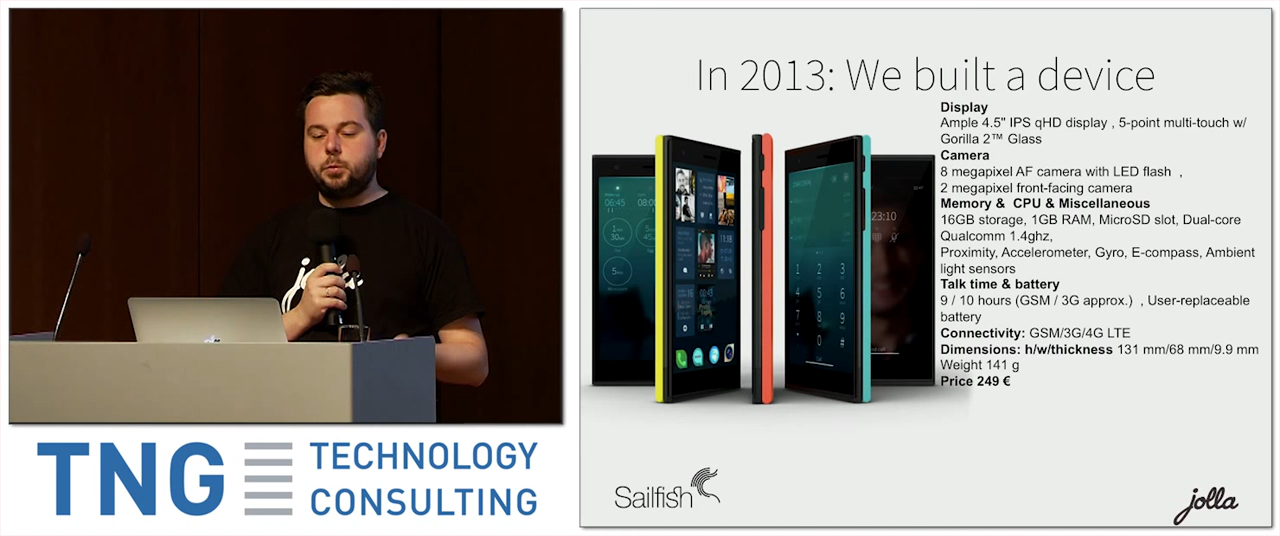 TNG TECHNOLOGY
CONSULTING
In 2013: We built a device
Display
Ample 4.5" IPS qHD display , 5-point multi-touch w/
Gorilla 2™ Glass
Camera
8 megapixel AF camera with LED flash ,
2 megapixel front-facing camera
Memory & CPU & Miscellaneous
16GB storage, 1GB RAM, MicroSD slot, Dual-core
Qualcomm 1.4ghz,
Proximity, Accelerometer, Gyro, E-compass, Ambient
light sensors
Talk time & battery
9 / 10 hours (GSM / 3G approx.) , User-replaceable
battery
Connectivity: GSM/3G/4G LTE
Dimensions: h/w/thickness 131 mm/68 mm/9.9 mm
Weight 141 g
Price 249 €
06:45
23:10
Sailfish
jolla